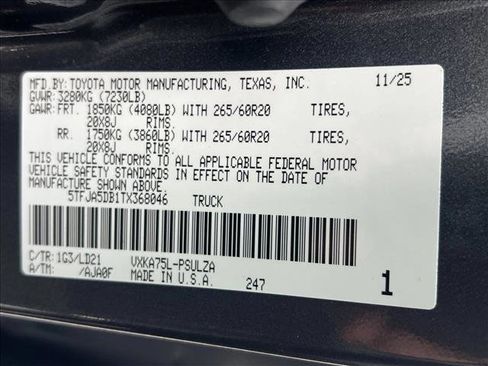 MFD.BY: TOYOTA MOTOR MANUFACTURING, TEXAS, INC. 11/25
GVWR: 3280KG (7230LB)
GAWR: FRT. 1850KG (4080LB) WITH 265/60R20 TIRES,
20X8J RIMS.
RR. 1750KG (3860LB) WITH 265/60R20 TIRES,
20X8J RIMS.
THIS VEHICLE CONFORMS TO ALL APPLICABLE FEDERAL MOTOR
VEHICLE SAFETY STANDARDS IN EFFECT ON THE DATE OF
MANUFACTURE SHOWN ABOVE.
5TFJA5DB1TX368046 TRUCK
C/TR: 1G3/LD21 VXKA75L-PSULZA
A/TM: /AJA0F MADE IN U.S.A. 247 1